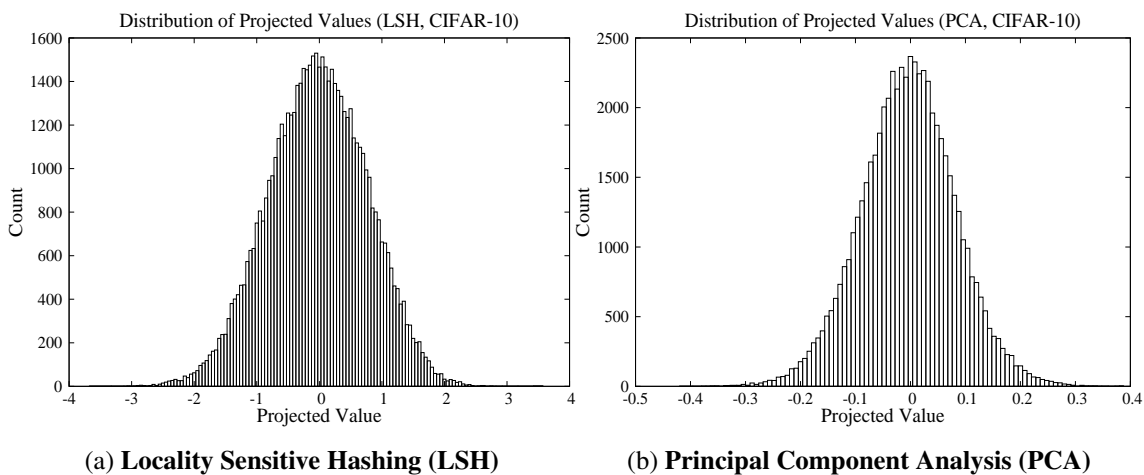 Distribution of Projected Values (LSH, CIFAR-10)
1600
1400
1200
1000
800
600
400
200
0
Count
-4 -3 -2 -1 0 1 2 3 4
Projected Value
(a) Locality Sensitive Hashing (LSH)
Distribution of Projected Values (PCA, CIFAR-10)
2500
2000
1500
1000
500
0
Count
-0.5 -0.4 -0.3 -0.2 -0.1 0 0.1 0.2 0.3 0.4
Projected Value
(b) Principal Component Analysis (PCA)